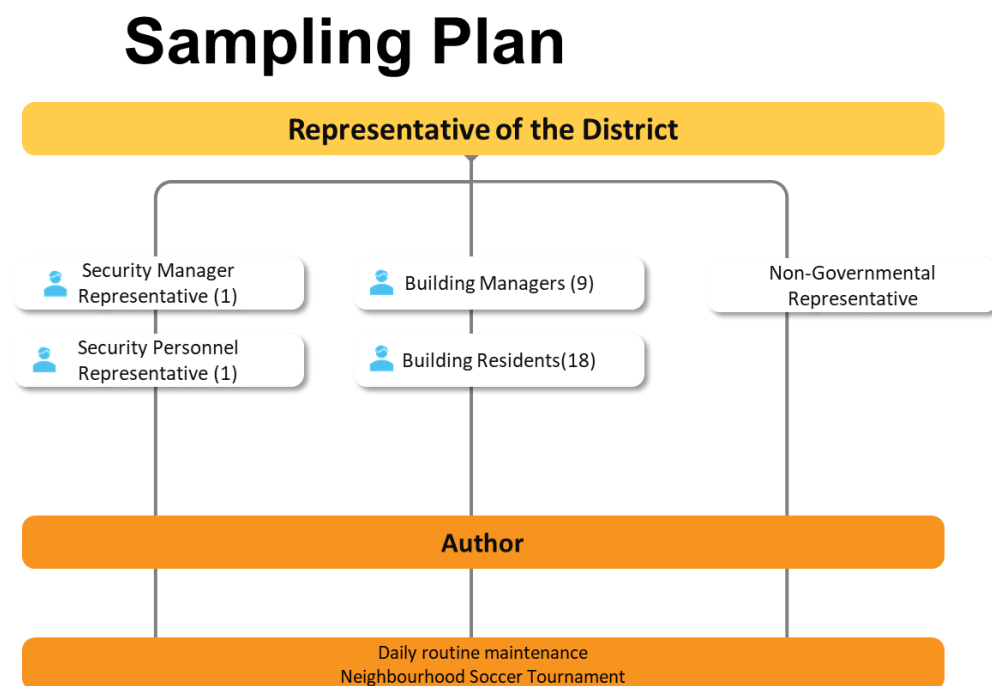 Sampling Plan
Representative of the District
Security Manager
Representative (1)
Building Managers (9)
Non-Governmental
Representative
Security Personnel
Representative (1)
Building Residents(18)
Author
Daily routine maintenance
Neighbourhood Soccer Tournament